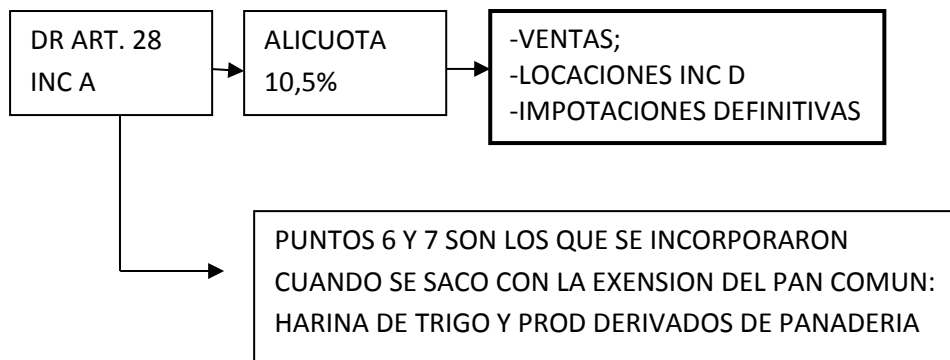 DR ART. 28
INC A
ALICUOTA
10,5%
-VENTAS;
-LOCACIONES INC D
-IMPOTACIONES DEFINITIVAS
PUNTOS 6 Y 7 SON LOS QUE SE INCORPORARON
CUANDO SE SACO CON LA EXENSION DEL PAN COMUN:
HARINA DE TRIGO Y PROD DERIVADOS DE PANADERIA